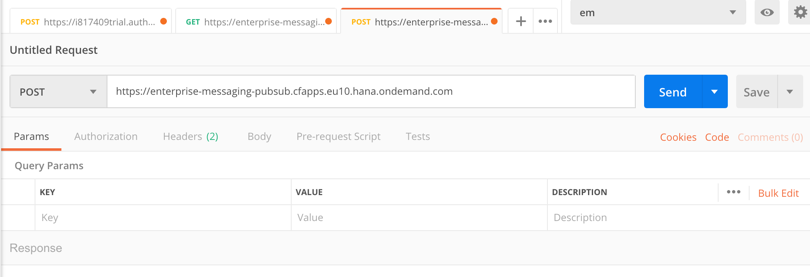 POST https://i817409trial.auth... GET https://enterprise-messagi... POST https://enterprise-messa... + ••• em
Untitled Request
POST https://enterprise-messaging-pubsub.cfapps.eu10.hana.ondemand.com Send Save
Params Authorization Headers (2) Body Pre-request Script Tests Cookies Code Comments (0)
Query Params
KEY VALUE DESCRIPTION ••• Bulk Edit
Key Value Description
Response